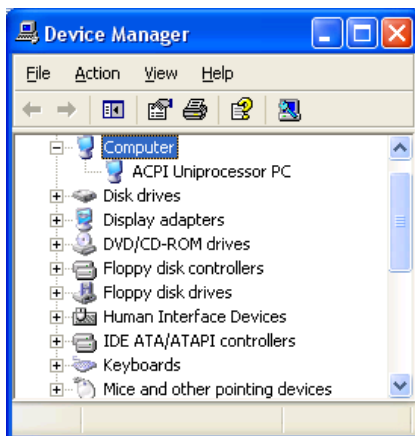 Device Manager
File Action View Help
Computer
ACPI Uniprocessor PC
Disk drives
Display adapters
DVD/CD-ROM drives
Floppy disk controllers
Floppy disk drives
Human Interface Devices
IDE ATA/ATAPI controllers
Keyboards
Mice and other pointing devices